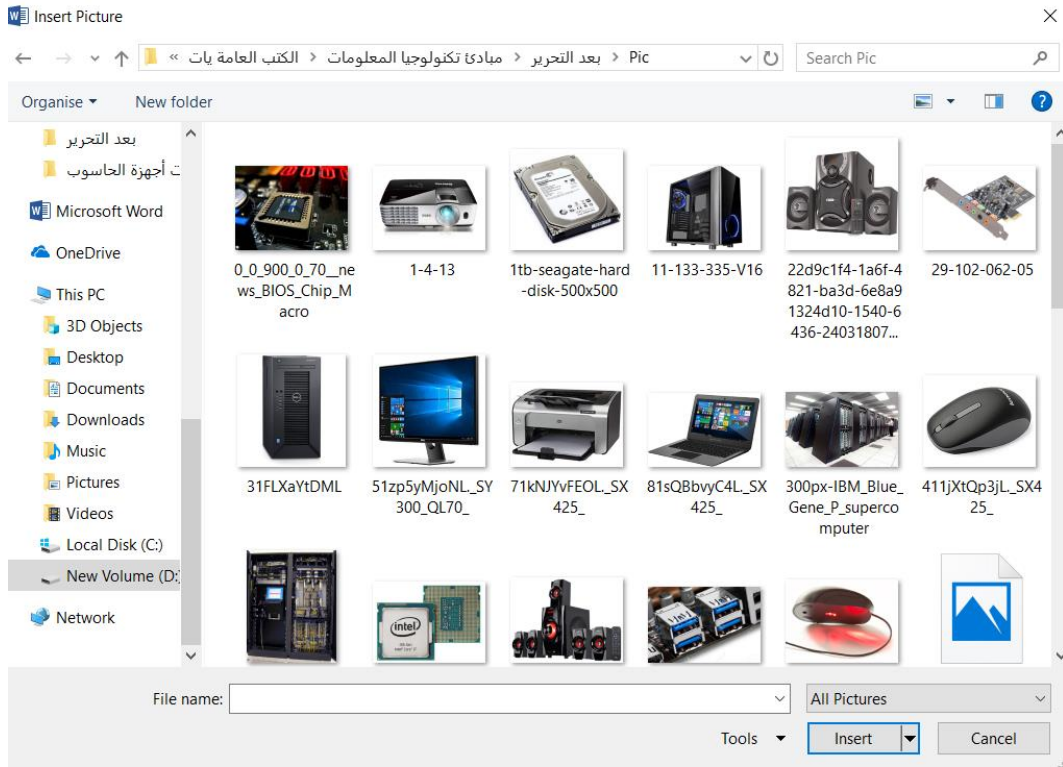 Insert Picture
Pic › بعد التحرير › مبادئ تكنولوجيا المعلومات › الكتب العامة يات »
Search Pic
Organise
New folder
بعد التحرير
ت أجهزة الحاسوب
Microsoft Word
OneDrive
This PC
3D Objects
Desktop
Documents
Downloads
Music
Pictures
Videos
Local Disk (C:)
New Volume (D:
Network
0_0_900_0_70__ne
ws_BIOS_Chip_M
acro
1-4-13
1tb-seagate-hard
-disk-500x500
11-133-335-V16
22d9c1f4-1a6f-4
821-ba3d-6e8a9
1324d10-1540-6
436-24031807...
29-102-062-05
31FLXaYtDML
51zp5yMjoNL._SY
300_QL70_
71kNJYvFEOL._SX
425_
81sQBbvyC4L._SX
425_
300px-IBM_Blue_
Gene_P_superco
mputer
411jXtQp3jL._SX4
25_
intel
File name:
All Pictures
Tools
Insert
Cancel